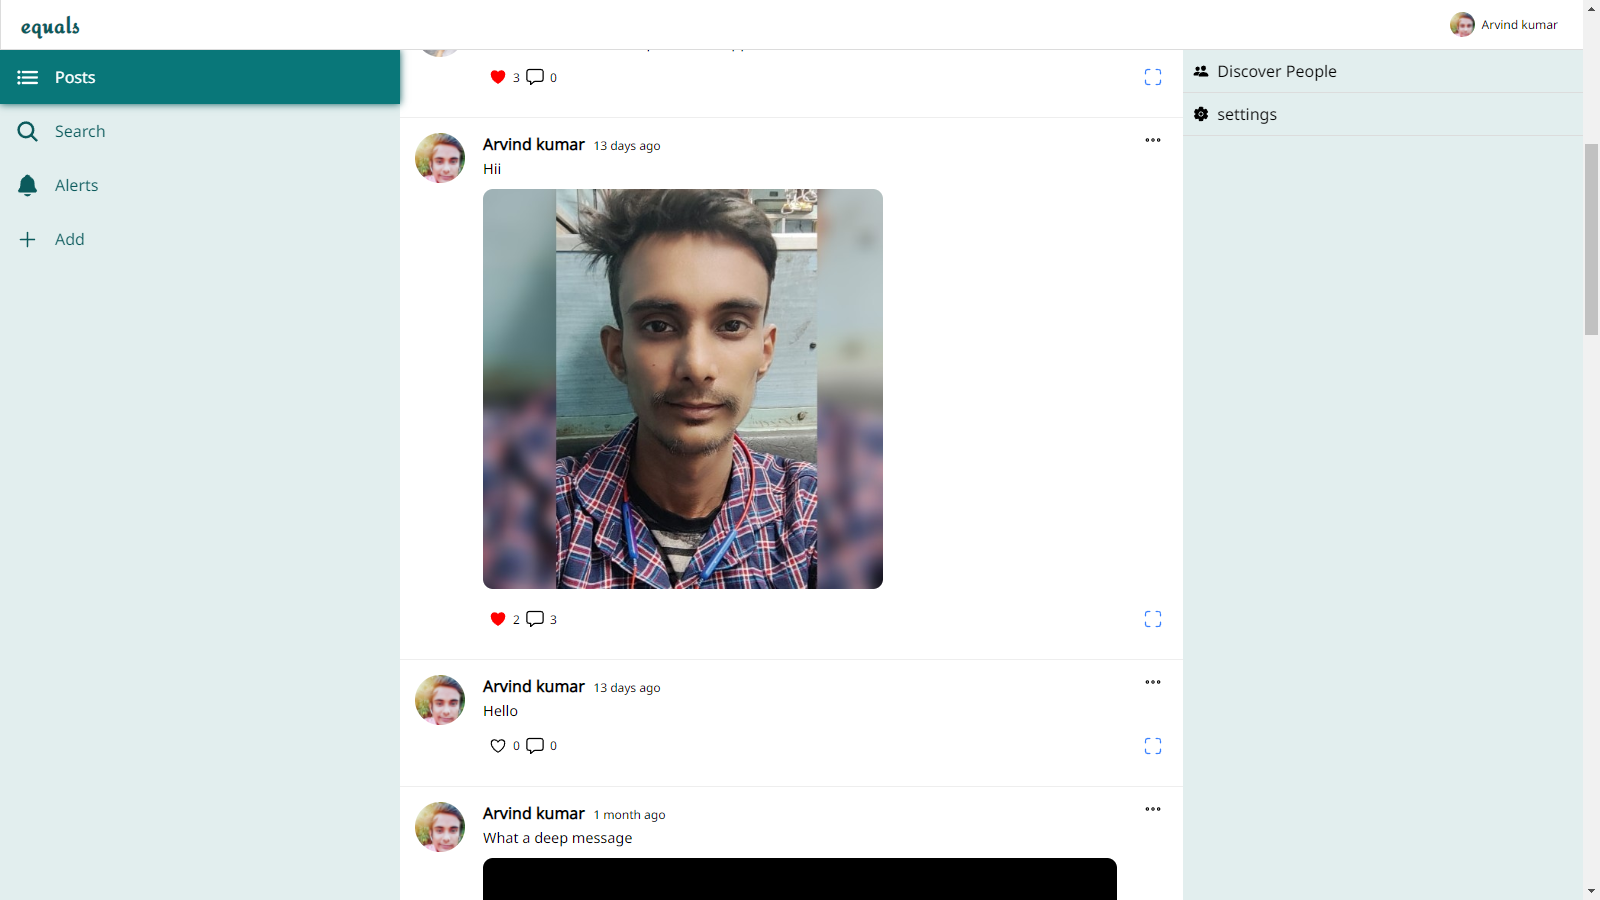 equals
Arvind kumar
Posts
Search
Alerts
Add
Discover People
settings
3 0
Arvind kumar 13 days ago
Hii
2 3
Arvind kumar 13 days ago
Hello
0 0
Arvind kumar 1 month ago
What a deep message